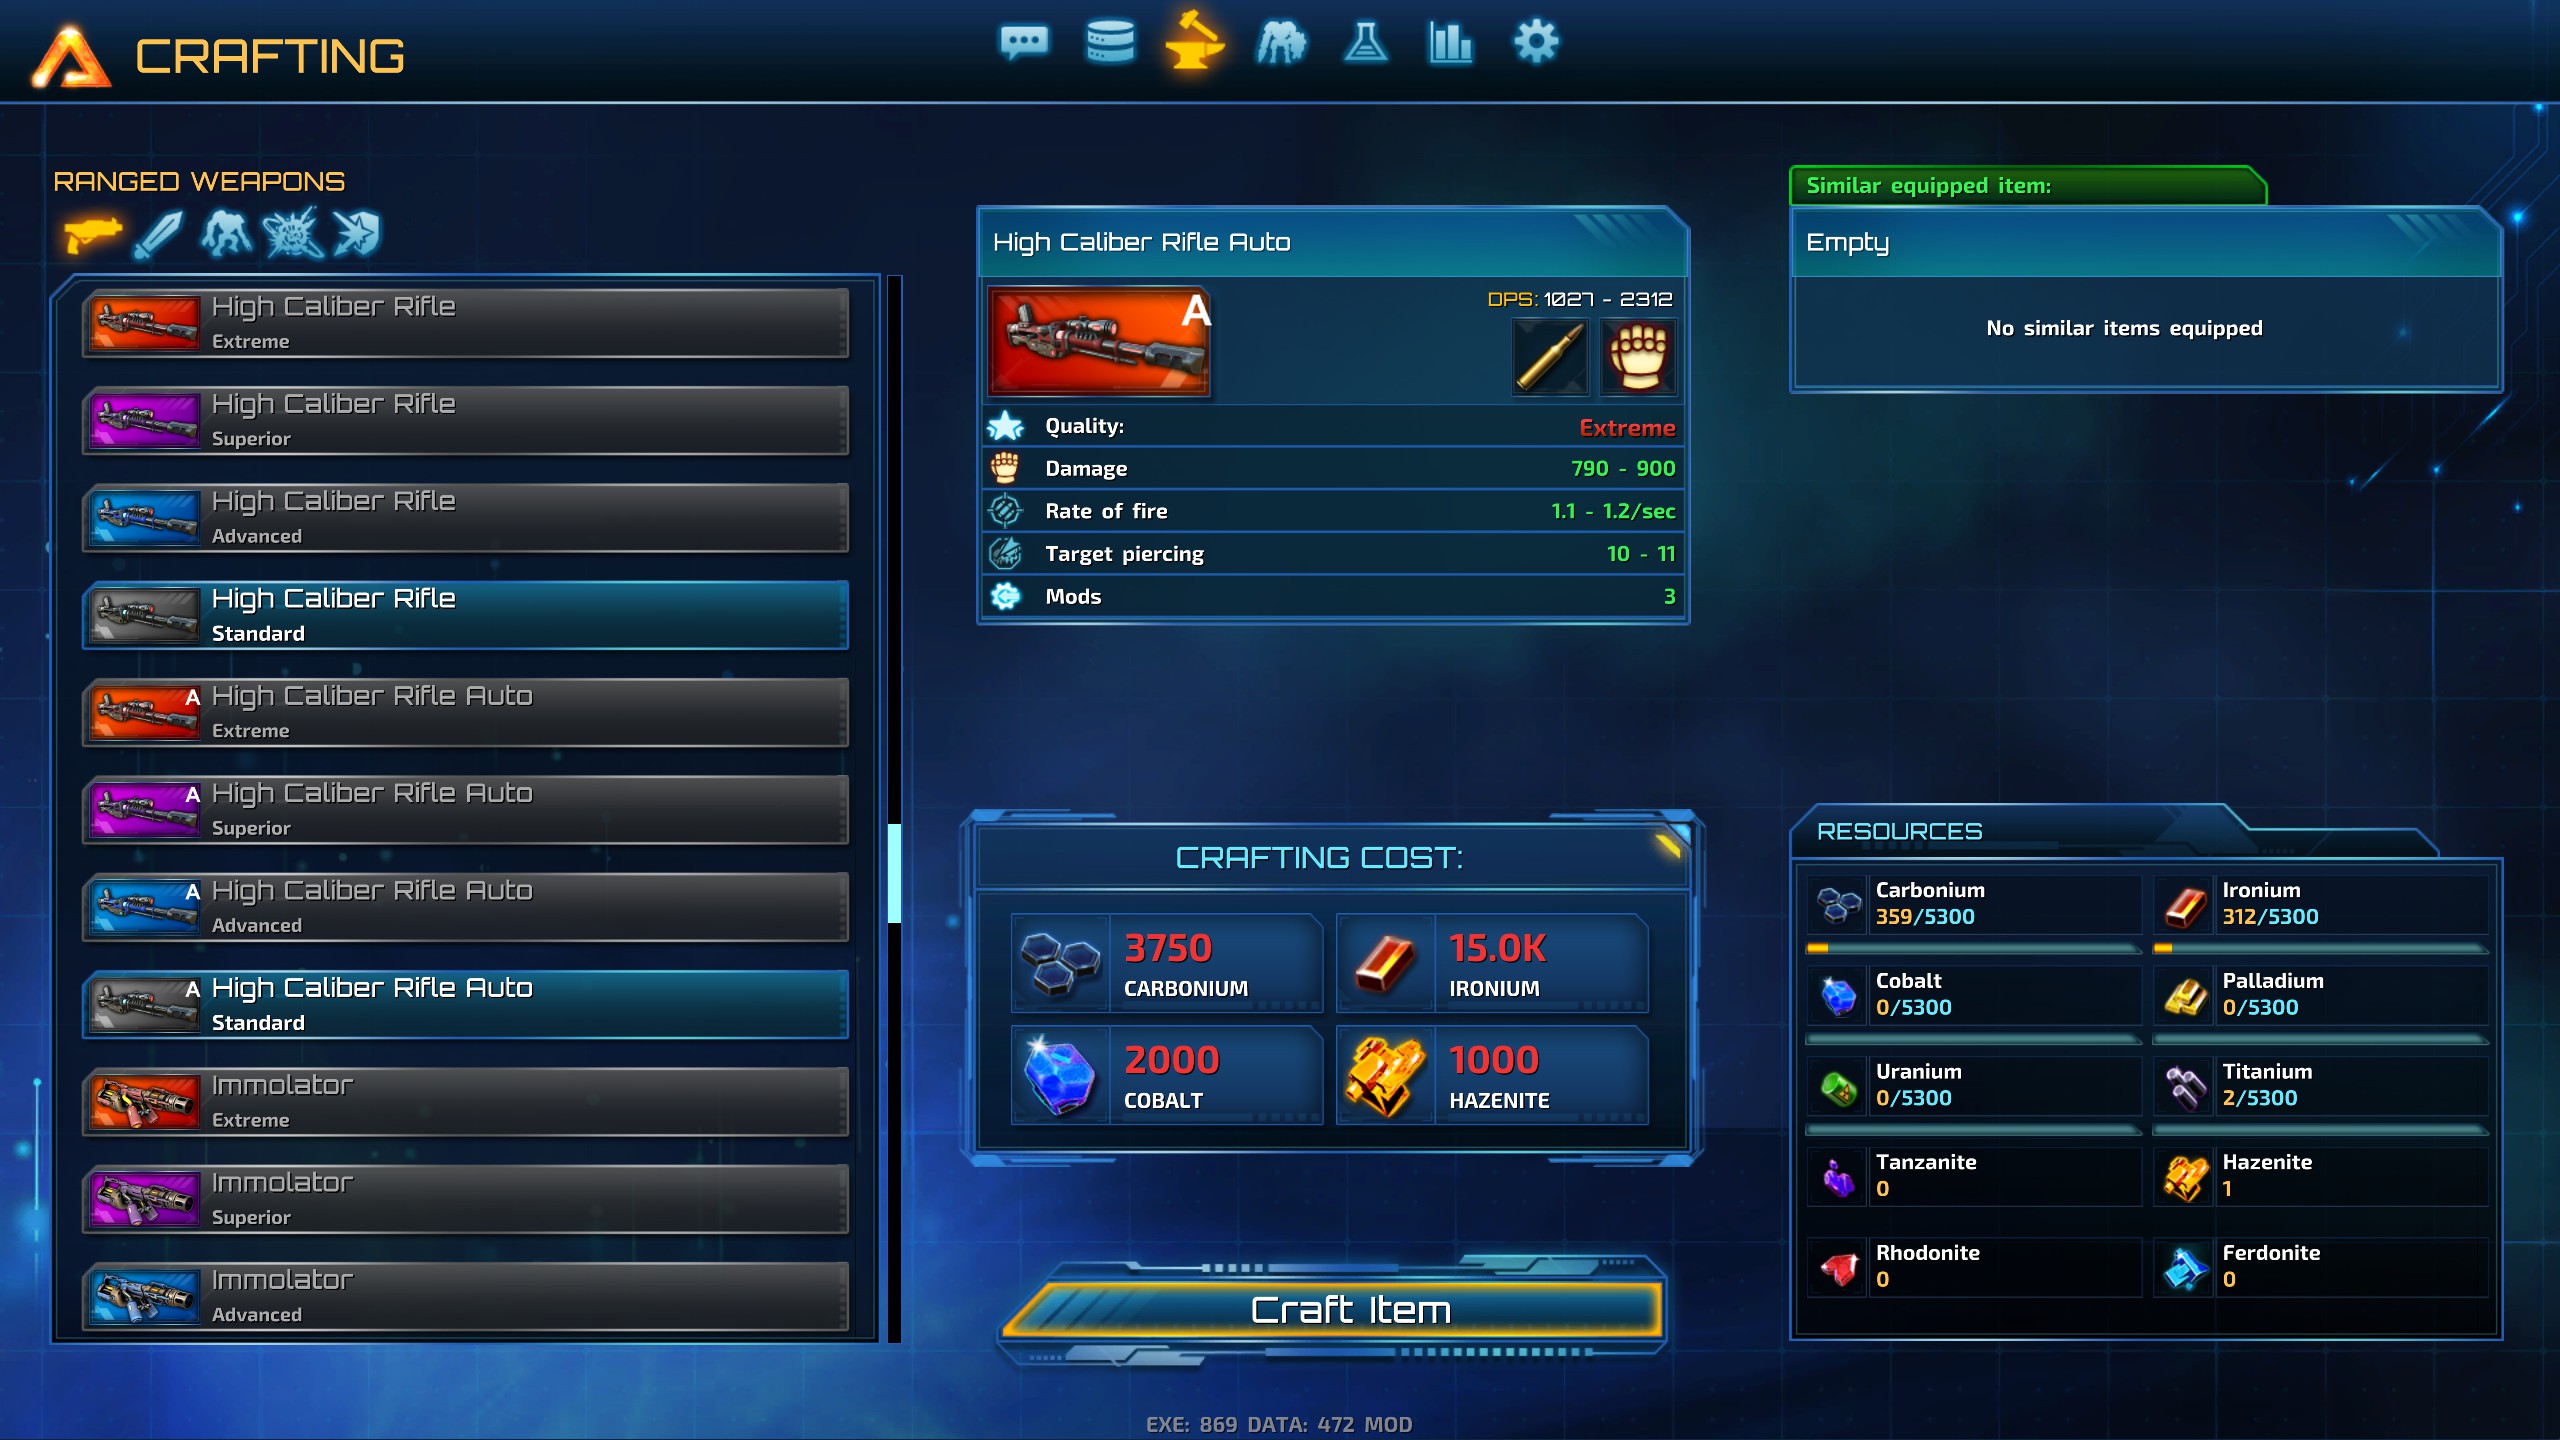 CRAFTING
RANGED WEAPONS
High Caliber Rifle
Extreme
High Caliber Rifle
Superior
High Caliber Rifle
Advanced
High Caliber Rifle
Standard
A High Caliber Rifle Auto
Extreme
A High Caliber Rifle Auto
Superior
A High Caliber Rifle Auto
Advanced
A High Caliber Rifle Auto
Standard
Immolator
Extreme
Immolator
Superior
Immolator
Advanced
High Caliber Rifle Auto
A
DPS: 1027 - 2312
Quality: Extreme
Damage 790 - 900
Rate of fire 1.1 - 1.2/sec
Target piercing 10 - 11
Mods 3
CRAFTING COST:
3750
CARBONIUM
15.0K
IRONIUM
2000
COBALT
1000
HAZENITE
Craft Item
Similar equipped item:
Empty
No similar items equipped
RESOURCES
Carbonium
359/5300
Ironium
312/5300
Cobalt
0/5300
Palladium
0/5300
Uranium
0/5300
Titanium
2/5300
Tanzanite
0
Hazenite
1
Rhodonite
0
Ferdonite
0
EXE: 869 DATA: 472 MOD